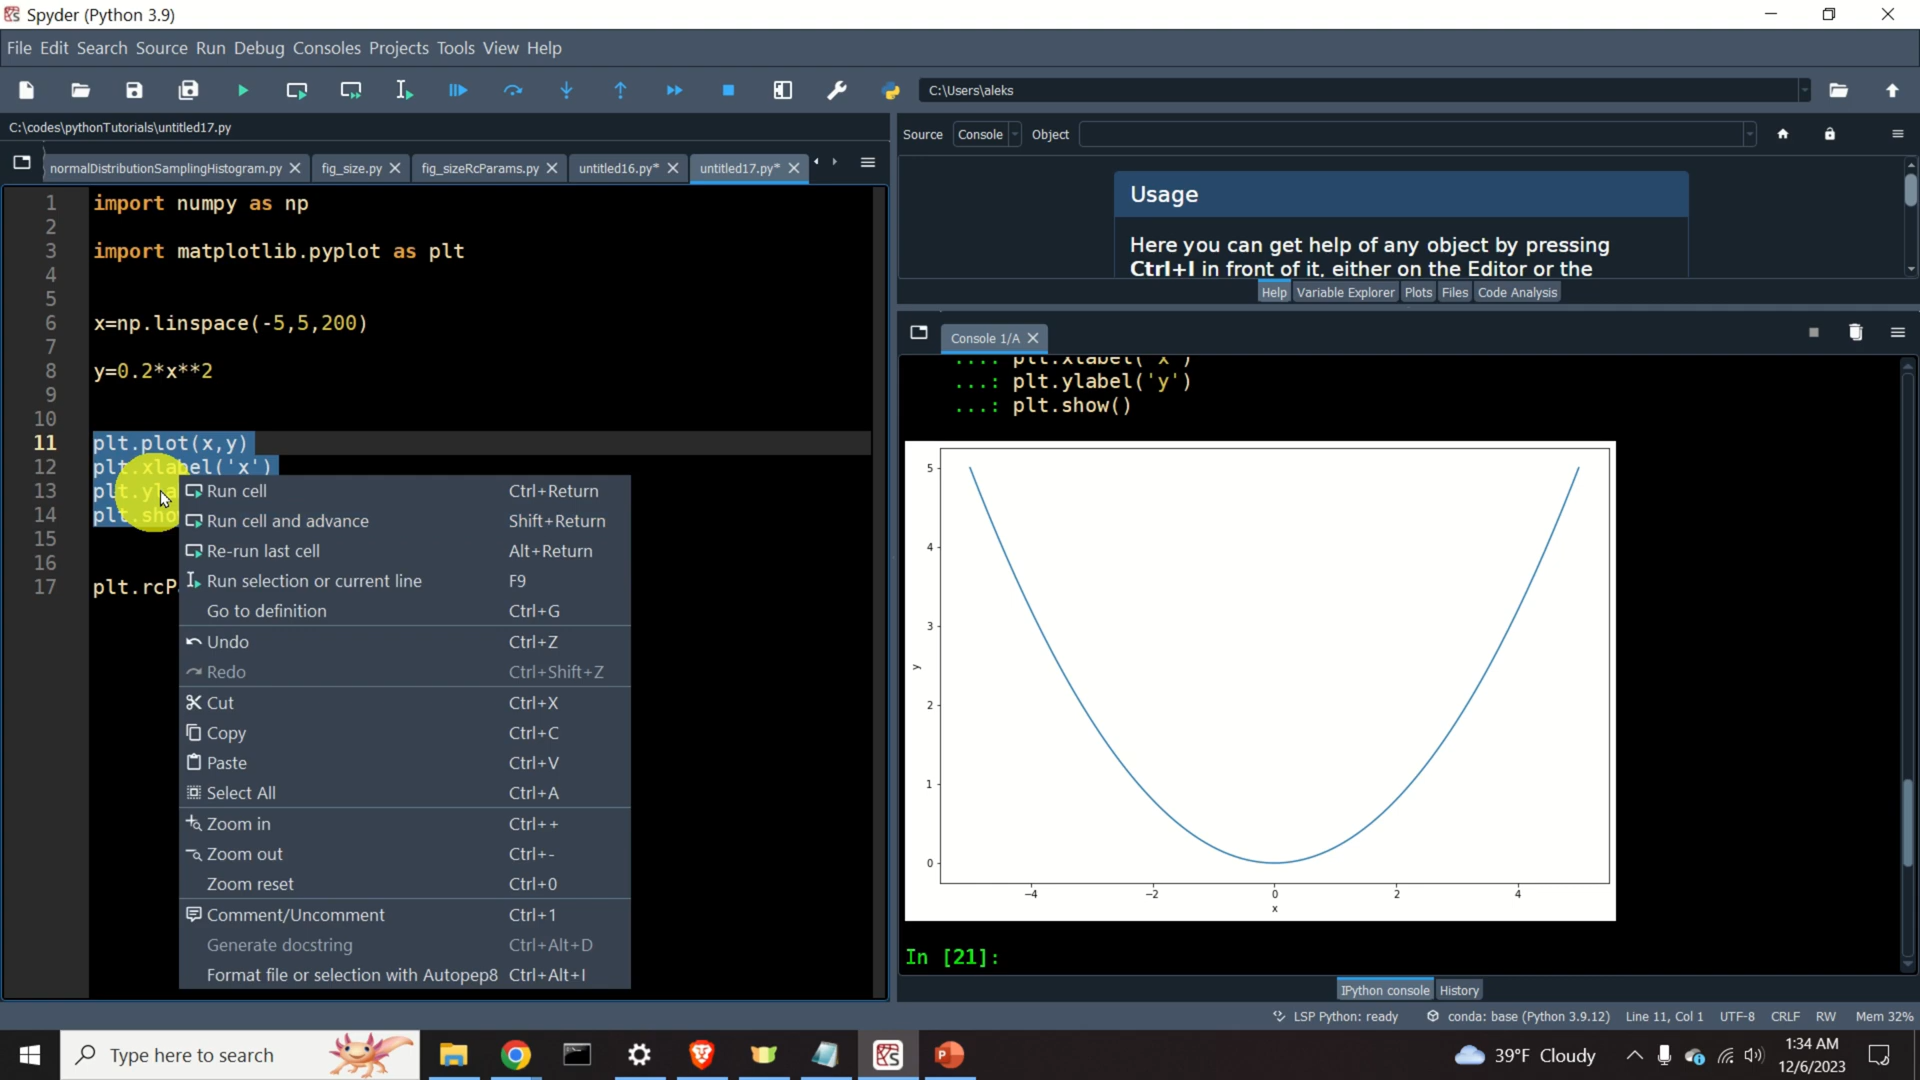 Spyder (Python 3.9)
File Edit Search Source Run Debug Consoles Projects Tools View Help
C:\Users\aleks
C:\codes\pythonTutorials\untitled17.py
normalDistributionSamplingHistogram.py
fig_size.py
fig_sizeRcParams.py
untitled16.py*
untitled17.py*
1 import numpy as np
2
3 import matplotlib.pyplot as plt
4
5
6 x=np.linspace(-5,5,200)
7
8 y=0.2*x**2
9
10
11 plt.plot(x,y)
12 plt.xlabel('x')
13 plt.yla
14 plt.sho
15
16
17 plt.rcP
Run cell Ctrl+Return
Run cell and advance Shift+Return
Re-run last cell Alt+Return
Run selection or current line F9
Go to definition Ctrl+G
Undo Ctrl+Z
Redo Ctrl+Shift+Z
Cut Ctrl+X
Copy Ctrl+C
Paste Ctrl+V
Select All Ctrl+A
Zoom in Ctrl++
Zoom out Ctrl+-
Zoom reset Ctrl+0
Comment/Uncomment Ctrl+1
Generate docstring Ctrl+Alt+D
Format file or selection with Autopep8 Ctrl+Alt+I
Source Console Object
Usage
Here you can get help of any object by pressing
Ctrl+I in front of it, either on the Editor or the
Help Variable Explorer Plots Files Code Analysis
Console 1/A
...: plt.xlabel('x')
...: plt.ylabel('y')
...: plt.show()
5
4
3
y
2
1
0
−4 −2 0 2 4
x
In [21]:
IPython console History
LSP Python: ready conda: base (Python 3.9.12) Line 11, Col 1 UTF-8 CRLF RW Mem 32%
Type here to search
39°F Cloudy
1:34 AM
12/6/2023